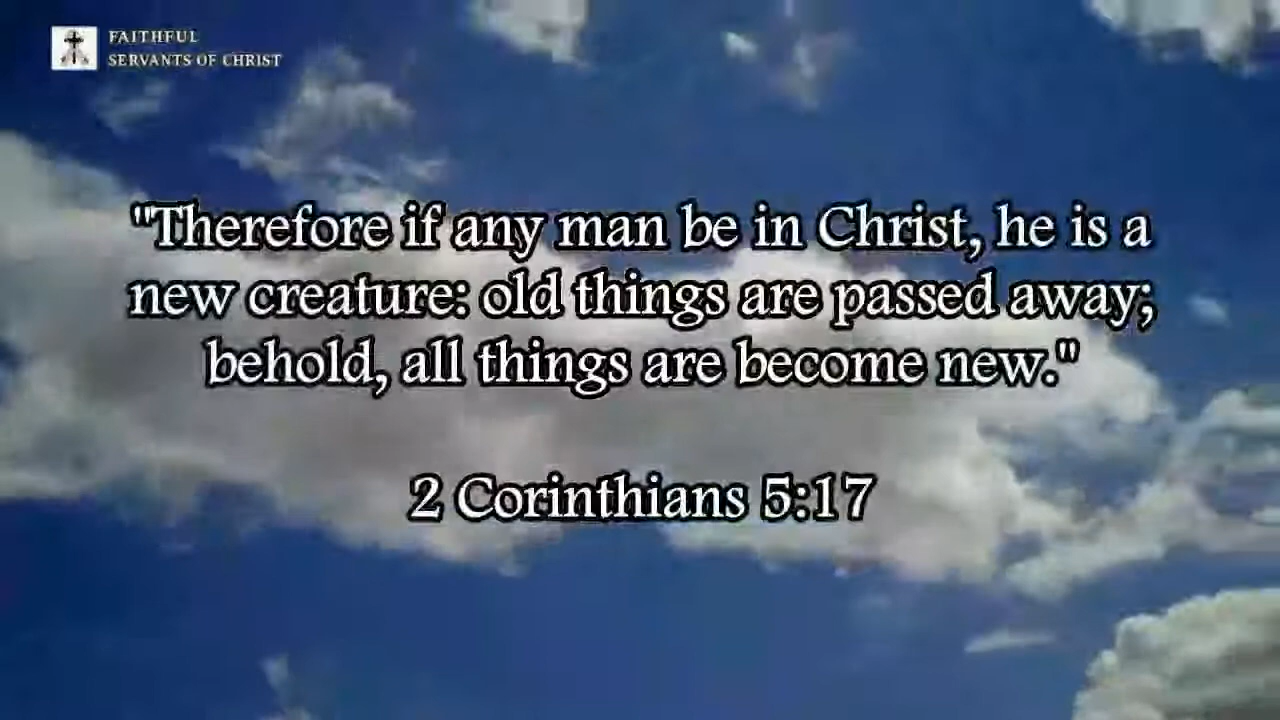 FAITHFUL
SERVANTS OF CHRIST
"Therefore if any man be in Christ, he is a
new creature: old things are passed away;
behold, all things are become new."
2 Corinthians 5:17